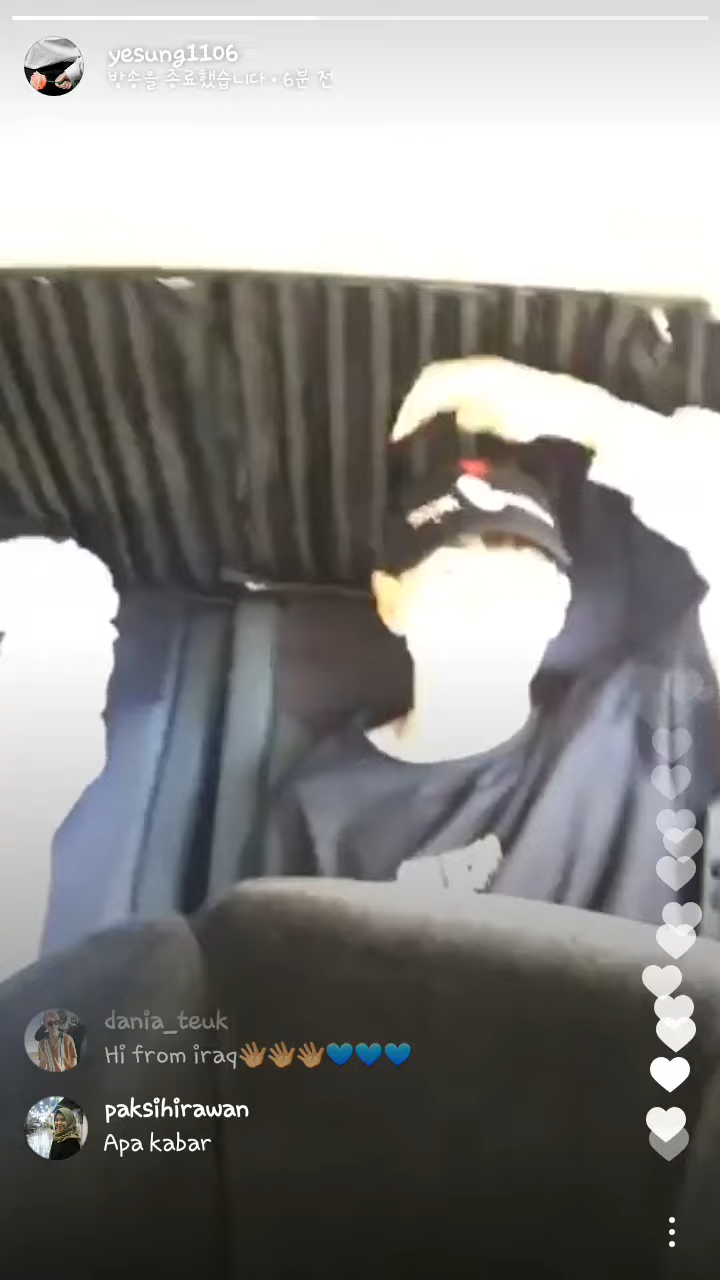 yesung1106
방송을 종료했습니다 • 6분 전
dania_teuk
Hi from iraq👋🏽👋🏽👋🏽💙💙💙
paksihirawan
Apa kabar